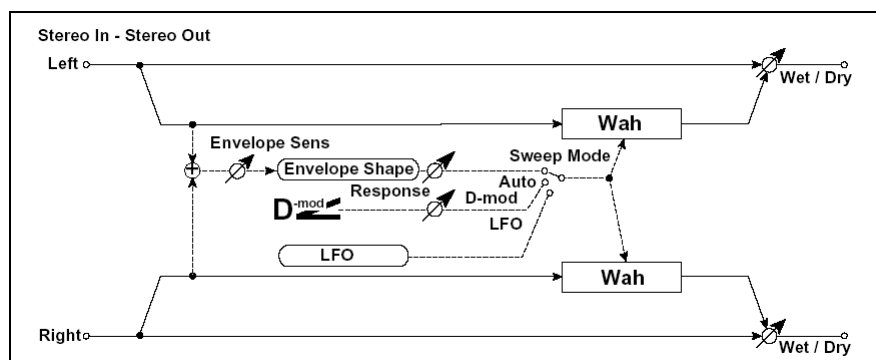 Stereo In - Stereo Out
Left
Wet / Dry
Wah
Envelope Sens
Sweep Mode
Envelope Shape
Auto
Response
D-mod
D-mod
LFO
LFO
Wah
Right
Wet / Dry